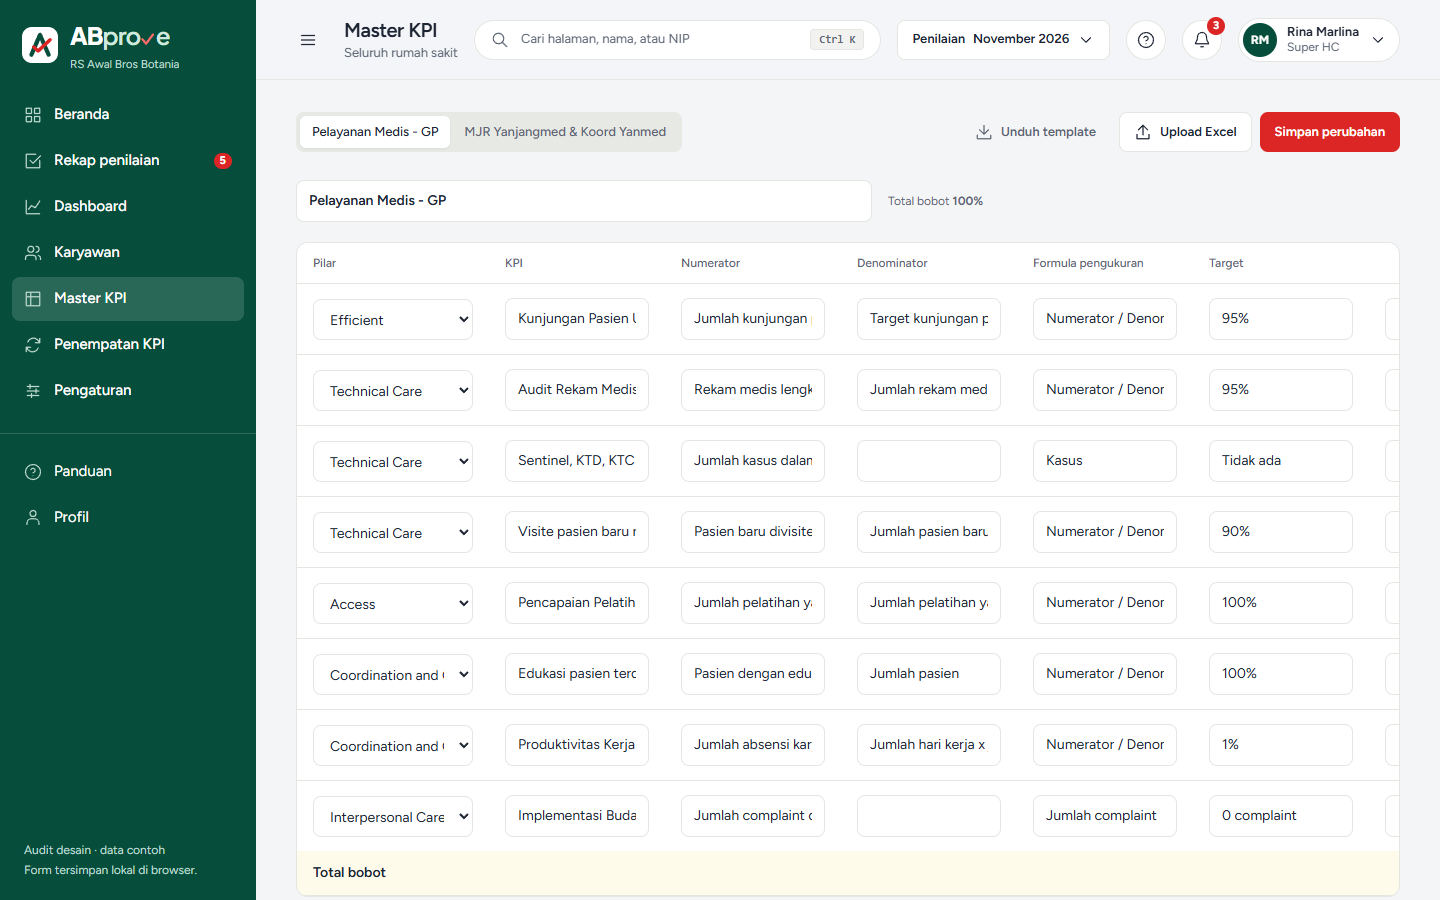 ABprove
RS Awal Bros Botania
Beranda
Rekap penilaian 5
Dashboard
Karyawan
Master KPI
Penempatan KPI
Pengaturan
Panduan
Profil
Audit desain · data contoh
Form tersimpan lokal di browser.
Master KPI
Seluruh rumah sakit
Cari halaman, nama, atau NIP
Ctrl K
Penilaian November 2026
3
RM
Rina Marlina
Super HC
Pelayanan Medis - GP
MJR Yanjangmed & Koord Yanmed
Unduh template
Upload Excel
Simpan perubahan
Pelayanan Medis - GP
Total bobot 100%
Pilar KPI Numerator Denominator Formula pengukuran Target
Efficient Kunjungan Pasien Jumlah kunjungan Target kunjungan p Numerator / Denor 95%
Technical Care Audit Rekam Medis Rekam medis lengk Jumlah rekam med Numerator / Denor 95%
Technical Care Sentinel, KTD, KTC Jumlah kasus dalan Kasus Tidak ada
Technical Care Visite pasien baru r Pasien baru divisite Jumlah pasien baru Numerator / Denor 90%
Access Pencapaian Pelatih Jumlah pelatihan ya Jumlah pelatihan ya Numerator / Denor 100%
Coordination and Edukasi pasien terc Pasien dengan edu Jumlah pasien Numerator / Denor 100%
Coordination and Produktivitas Kerja Jumlah absensi kar Jumlah hari kerja x Numerator / Denor 1%
Interpersonal Care Implementasi Buda Jumlah complaint Jumlah complaint 0 complaint
Total bobot